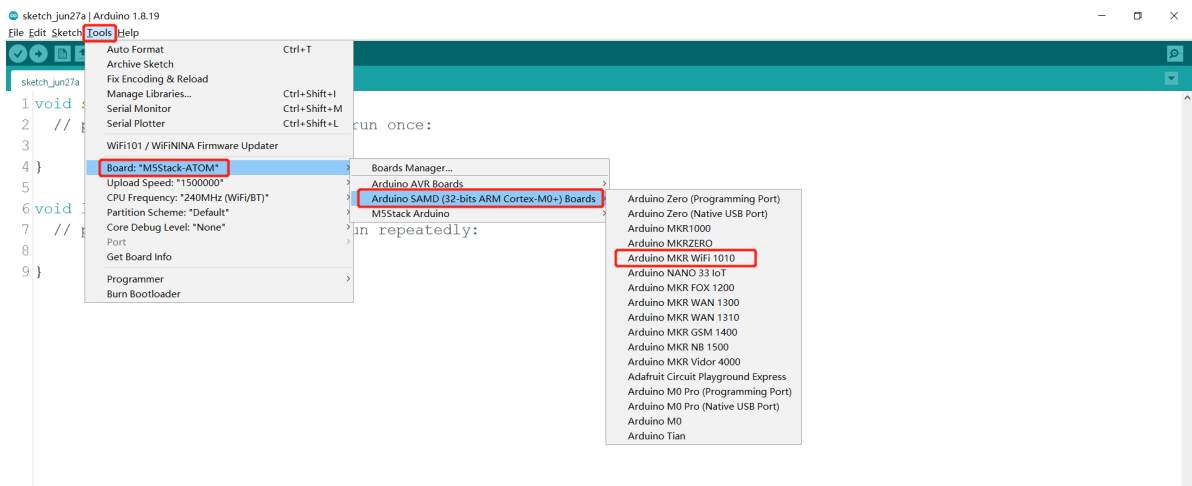 sketch_jun27a | Arduino 1.8.19
File Edit Sketch Tools Help
sketch_jun27a
Auto Format Ctrl+T
Archive Sketch
Fix Encoding & Reload
Manage Libraries... Ctrl+Shift+I
Serial Monitor Ctrl+Shift+M
Serial Plotter Ctrl+Shift+L
WiFi101 / WiFiNINA Firmware Updater
Board: "M5Stack-ATOM"
Upload Speed: "1500000"
CPU Frequency: "240MHz (WiFi/BT)"
Partition Scheme: "Default"
Core Debug Level: "None"
Port
Get Board Info
Programmer
Burn Bootloader
Boards Manager...
Arduino AVR Boards
Arduino SAMD (32-bits ARM Cortex-M0+) Boards
M5Stack Arduino
Arduino Zero (Programming Port)
Arduino Zero (Native USB Port)
Arduino MKR1000
Arduino MKRZERO
Arduino MKR WiFi 1010
Arduino NANO 33 IoT
Arduino MKR FOX 1200
Arduino MKR WAN 1300
Arduino MKR WAN 1310
Arduino MKR GSM 1400
Arduino MKR NB 1500
Arduino MKR Vidor 4000
Adafruit Circuit Playground Express
Arduino M0 Pro (Programming Port)
Arduino M0 Pro (Native USB Port)
Arduino M0
Arduino Tian
1 void
2 // run once:
3
4 }
5
6 void
7 // run repeatedly:
8
9 }